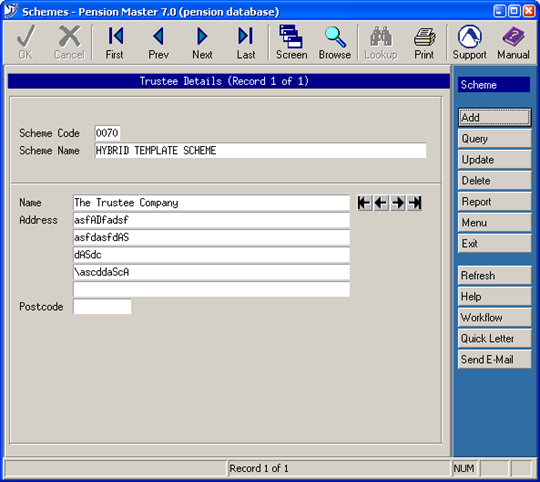 Schemes - Pension Master 7.0 (pension database)
OK Cancel First Prev Next Last Screen Browse Lookup Print Support Manual
Trustee Details (Record 1 of 1)
Scheme
Scheme Code 0070
Scheme Name HYBRID TEMPLATE SCHEME
Name The Trustee Company
Address asfADfadsf
asfdasfdAS
dASdc
\ascddaScA
Postcode
Add
Query
Update
Delete
Report
Menu
Exit
Refresh
Help
Workflow
Quick Letter
Send E-Mail
Record 1 of 1 NUM